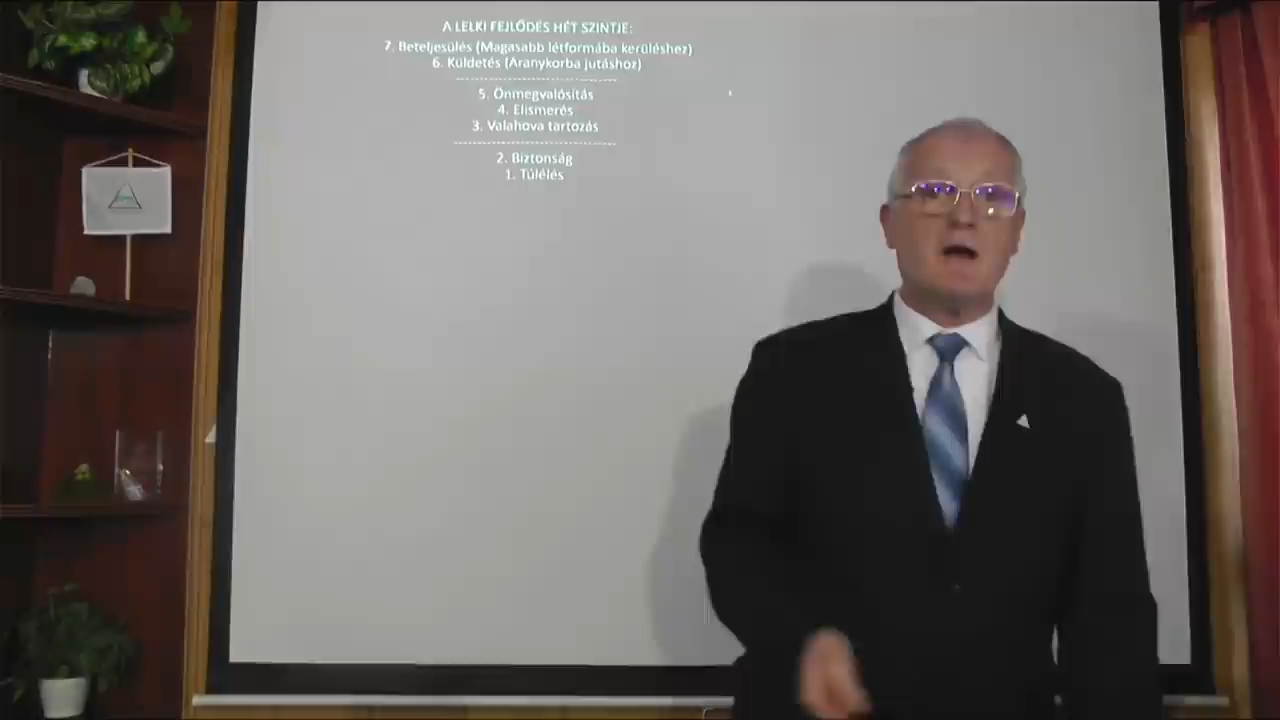 A LELKI FEJLŐDÉS HÉT SZINTJE:
7. Beteljesülés (Magasabb létformába kerüléshez)
6. Küldetés (Aranykorba jutáshoz)
5. Önmegvalósítás
4. Elismerés
3. Valahova tartozás
2. Biztonság
1. Túlélés